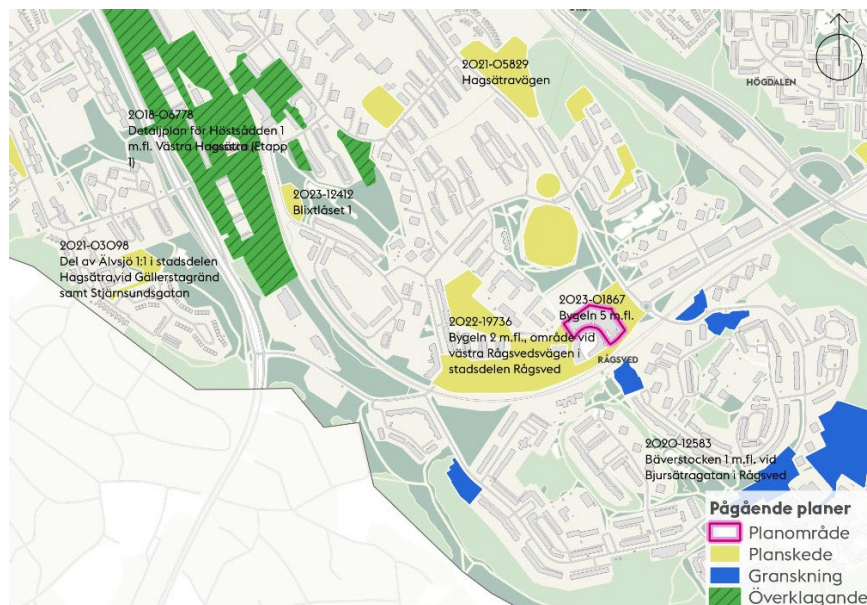 2021-05829
Hagsätravägen
HÖGDALEN
2018-06778
Detaljplan för Höstsådden 1
m.fl. Västra Hagsätra (Etapp
1)
2023-12412
Blixtlåset 1
2021-03098
Del av Älvsjö 1:1 i stadsdelen
Hagsätra,vid Gällerstagränd
samt Stjärnsundsgatan
2023-01867
Bygeln 5 m.fl.
2022-19736
Bygeln 2 m.fl., område vid
västra Rågsvedsvägen i
stadsdelen Rågsved
RÅGSVED
2020-12583
Bäverstocken 1 m.fl. vid
Bjursätragatan i Rågsved
Pågående planer
Planområde
Planskede
Granskning
Överklagande